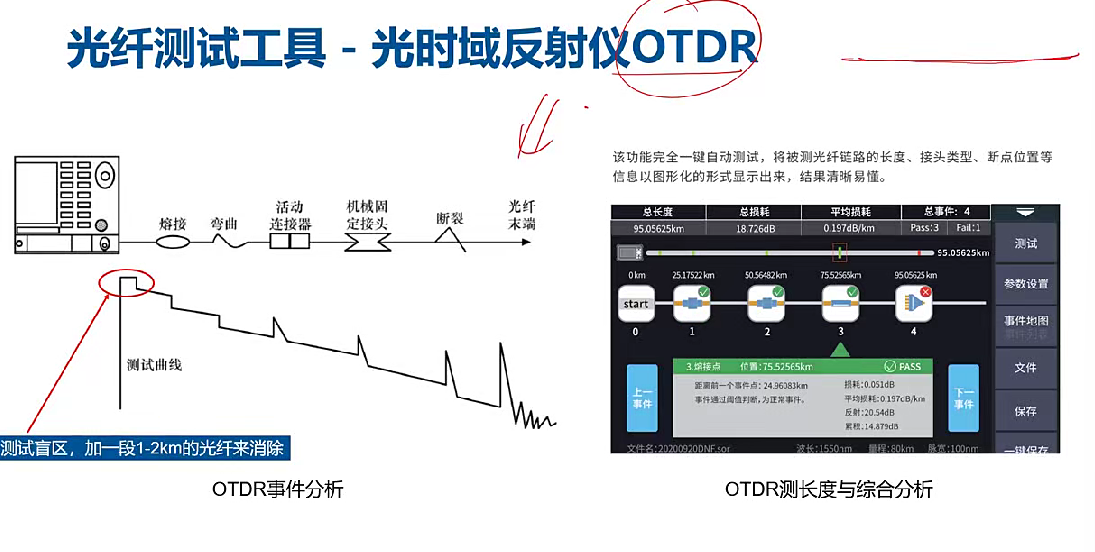 光纤测试工具 - 光时域反射仪OTDR
该功能完全一键自动测试，将被测光纤链路的长度、接头类型、断点位置等
信息以图形化的形式显示出来，结果清晰易懂。
熔接
弯曲
活动
连接器
机械固
定接头
断裂
光纤
末端
测试曲线
测试盲区，加一段1-2km的光纤来消除
OTDR事件分析
总长度 总损耗 平均损耗 总事件：4
95.05625km 18.726dB 0.197dB/km Pass:3 Fail:1
95.05625km
0km 25.17522km 50.56482km 75.52565km 95.05625km
start
0 1 2 3 4
3.熔接点 位置:75.52565km PASS
距离前一个事件点: 24.96083km
事件通过阈值判断,为正常事件。
损耗:0.051dB
平均损耗:0.197dB/km
反射:20.54dB
累耗:14.879dB
上一
事件
下一
事件
文件名:20200920DNF.sor 波长:1550nm 量程:80km 脉宽:100nm
测试
参数设置
事件地图
事件列表
文件
保存
一键保存
OTDR测长度与综合分析